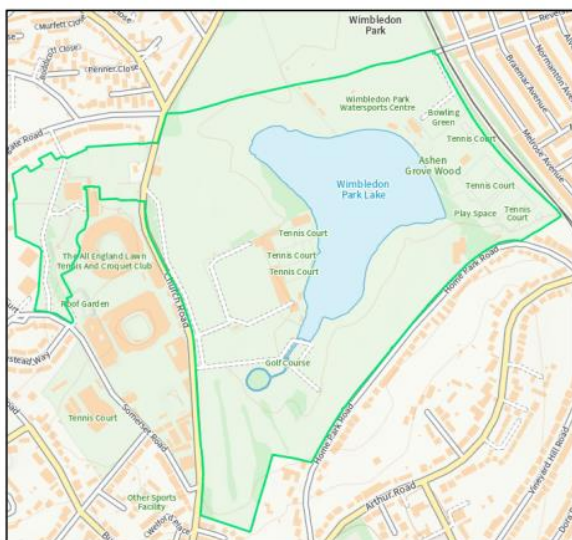 Murfett Close
Penner Close
Wimbledon
Park
Braemar Avenue
Normanton
Melrose Avenue
gate Road
Wimbledon Park
Watersports Centre
Bowling
Green
Tennis Court
Ashen
Grove Wood
Wimbledon
Park Lake
Tennis Court
Play Space
Tennis
Court
Tennis Court
Tennis Court
Tennis Court
The All England Lawn
Tennis And Croquet Club
Roof Garden
Church Road
Home Park Road
Golf Course
Tennis Court
Somerset Road
Home Park Road
Other Sports
Facility
Arthur Road
Vineyard Hill Road